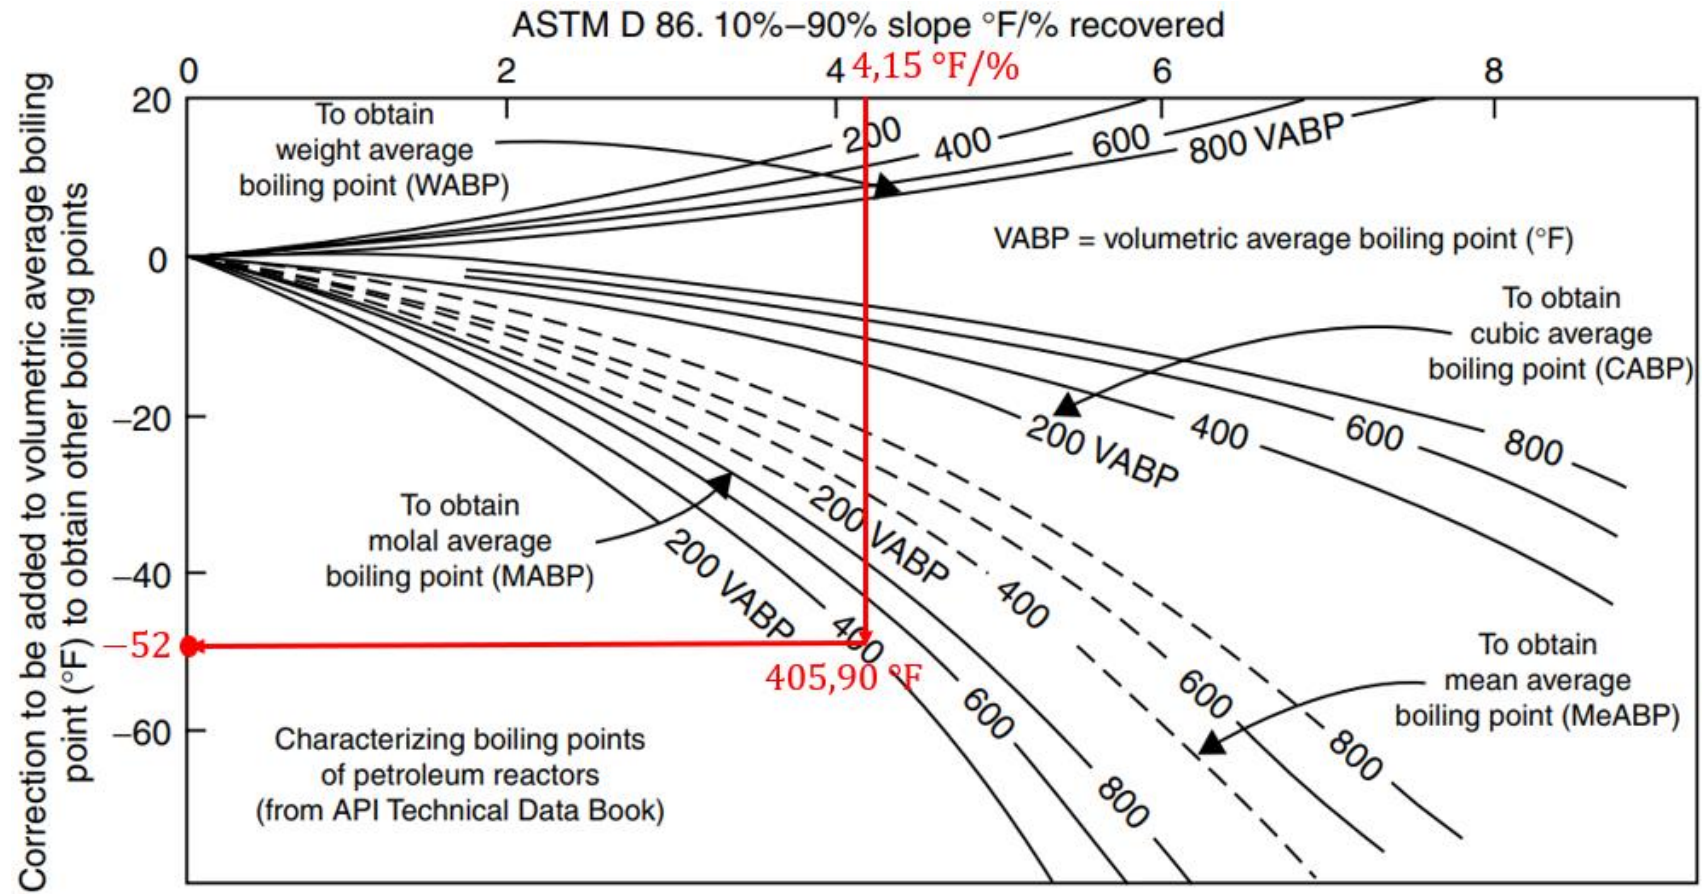 ASTM D 86. 10%–90% slope °F/% recovered
0 2 4 4,15 °F/% 6 8
Correction to be added to volumetric average boiling
point (°F) to obtain other boiling points
20
0
−20
−40
−52
−60
To obtain
weight average
boiling point (WABP)
200
400
600
800 VABP
VABP = volumetric average boiling point (°F)
To obtain
cubic average
boiling point (CABP)
200 VABP
400
600
800
To obtain
molal average
boiling point (MABP)
200 VABP
400
600
800
405,90 °F
200 VABP
400
600
800
To obtain
mean average
boiling point (MeABP)
Characterizing boiling points
of petroleum reactors
(from API Technical Data Book)